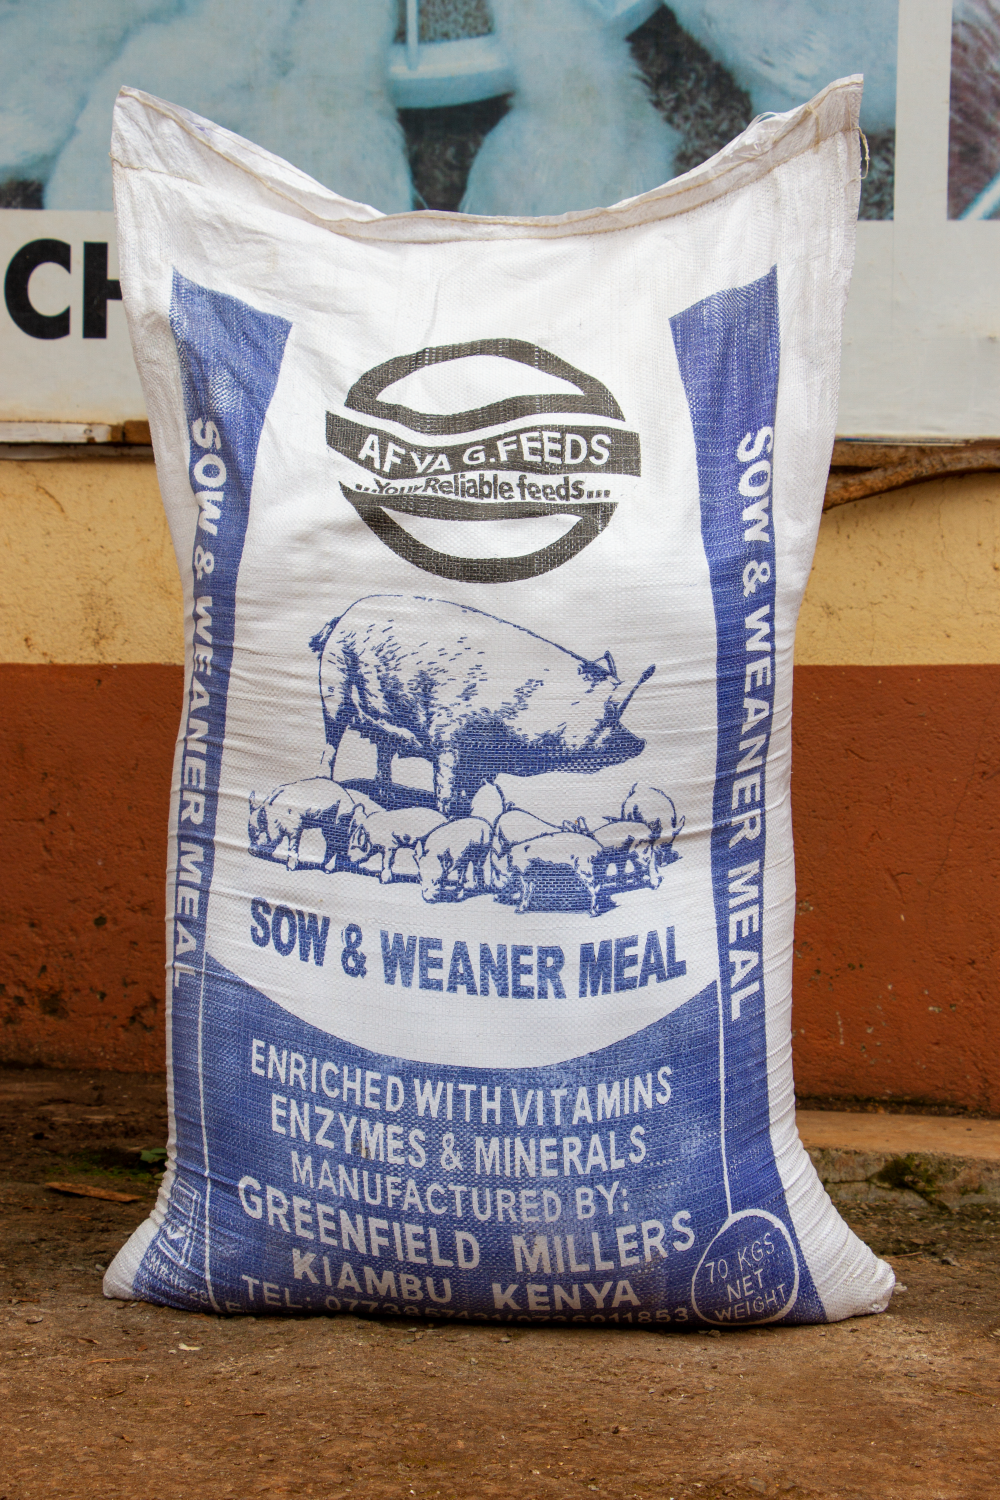 CH
AFYA G.FEEDS
...Your Reliable feeds...
SOW & WEANER MEAL
SOW & WEANER MEAL
SOW & WEANER MEAL
ENRICHED WITH VITAMINS
ENZYMES & MINERALS
MANUFACTURED BY:
GREENFIELD MILLERS
KIAMBU KENYA
TEL:
70 KGS
NET
WEIGHT